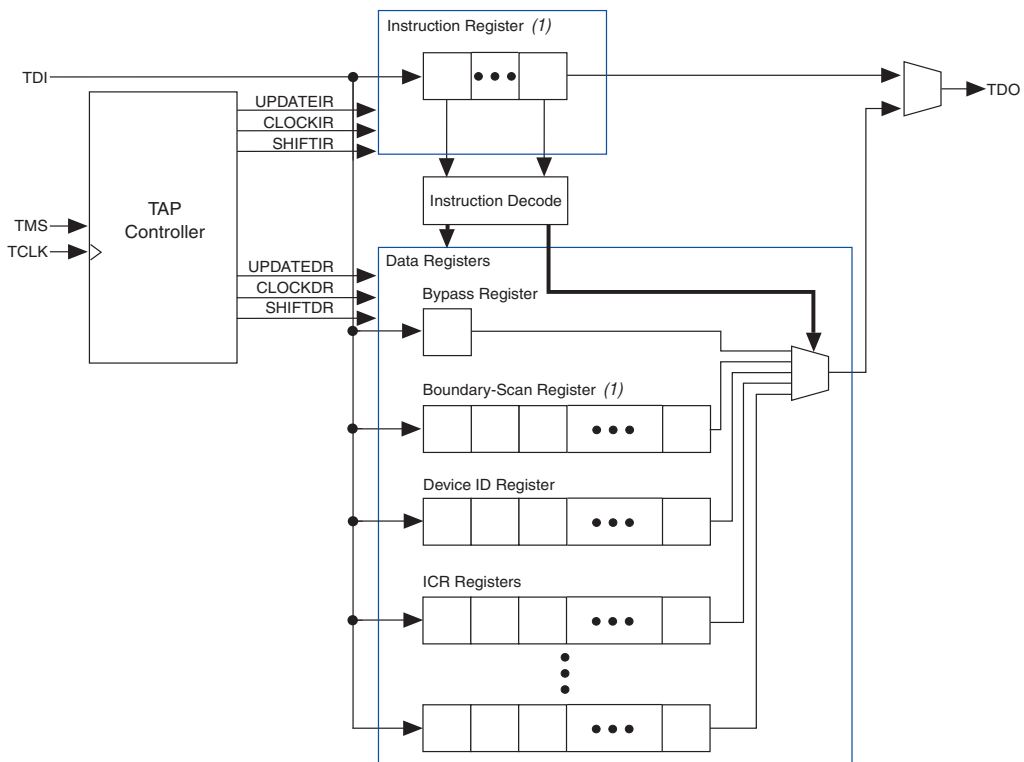 Instruction Register (1)
TDI
TDO
UPDATEIR
CLOCKIR
SHIFTIR
TAP
Controller
TMS
TCLK
Instruction Decode
UPDATEDR
CLOCKDR
SHIFTDR
Data Registers
Bypass Register
Boundary-Scan Register (1)
Device ID Register
ICR Registers